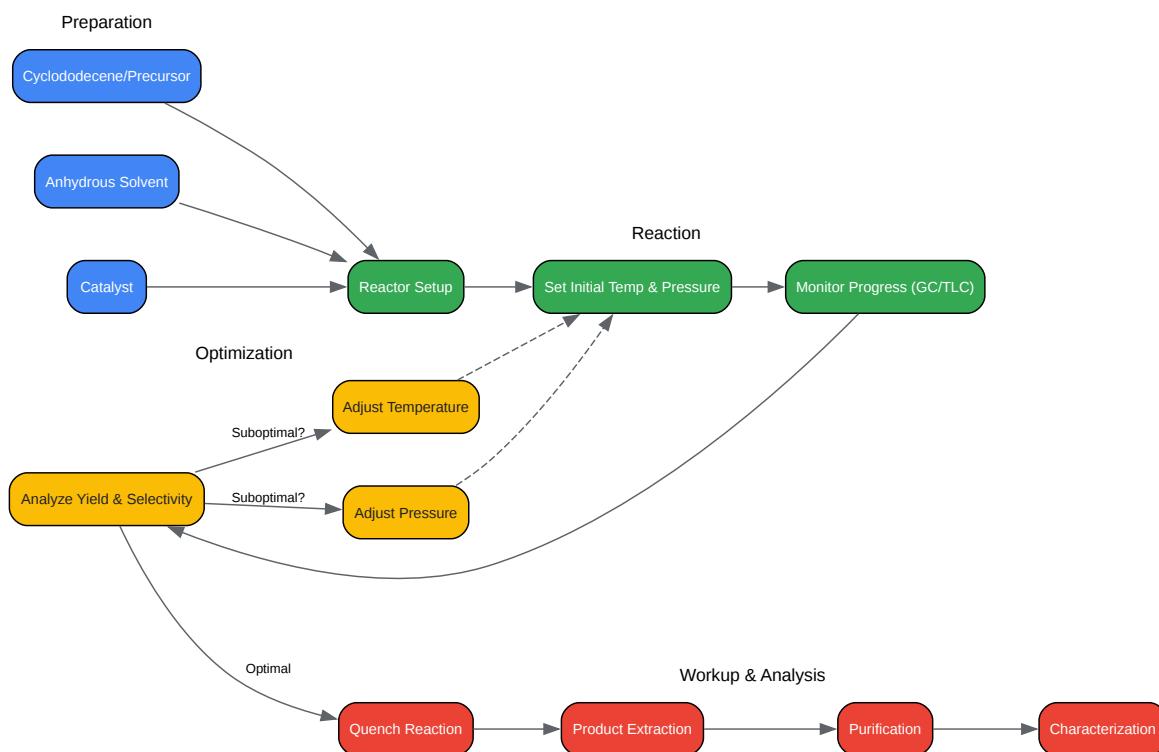 Preparation
Cyclododecene/Precursor
Anhydrous Solvent
Reaction
Catalyst
Reactor Setup
Set Initial Temp & Pressure
Monitor Progress (GC/TLC)
Optimization
Adjust Temperature
Suboptimal?
Analyze Yield & Selectivity
Suboptimal?
Adjust Pressure
Optimal
Workup & Analysis
Quench Reaction
Product Extraction
Purification
Characterization